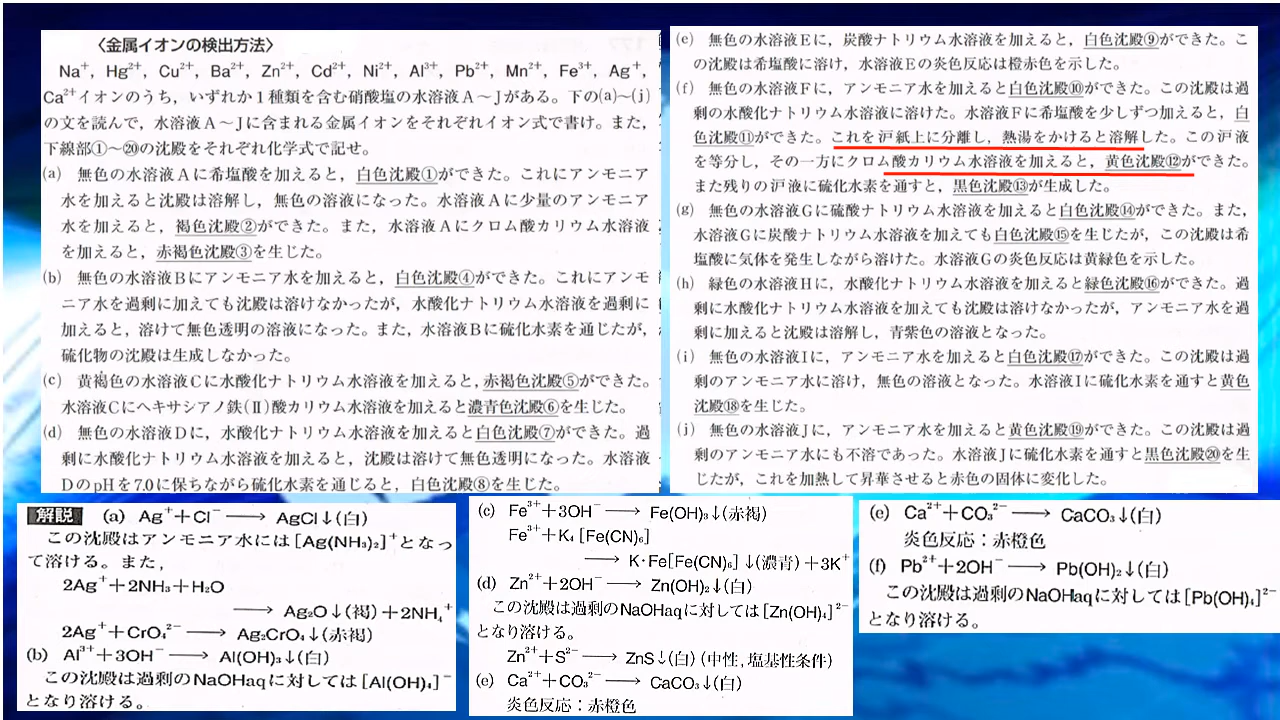 〈金属イオンの検出方法〉
Na⁺, Hg²⁺, Cu²⁺, Ba²⁺, Zn²⁺, Cd²⁺, Ni²⁺, Al³⁺, Pb²⁺, Mn²⁺, Fe³⁺, Ag⁺,
Ca²⁺イオンのうち, いずれか1種類を含む硝酸塩の水溶液A～Jがある。下の(a)～(j)
の文を読んで, 水溶液A～Jに含まれる金属イオンをそれぞれイオン式で書け。また,
下線部①～⑳の沈殿をそれぞれ化学式で記せ。
(a) 無色の水溶液Aに希塩酸を加えると, 白色沈殿①ができた。これにアンモニア
水を加えると沈殿は溶解し, 無色の溶液になった。水溶液Aに少量のアンモニア
水を加えると, 褐色沈殿②ができた。また, 水溶液Aにクロム酸カリウム水溶液
を加えると, 赤褐色沈殿③を生じた。
(b) 無色の水溶液Bにアンモニア水を加えると, 白色沈殿④ができた。これにアンモ
ニア水を過剰に加えても沈殿は溶けなかったが, 水酸化ナトリウム水溶液を過剰に
加えると, 溶けて無色透明の溶液になった。また, 水溶液Bに硫化水素を通じたが,
硫化物の沈殿は生成しなかった。
(c) 黄褐色の水溶液Cに水酸化ナトリウム水溶液を加えると, 赤褐色沈殿⑤ができた。
水溶液Cにヘキサシアノ鉄(Ⅱ)酸カリウム水溶液を加えると濃青色沈殿⑥を生じた。
(d) 無色の水溶液Dに, 水酸化ナトリウム水溶液を加えると白色沈殿⑦ができた。過
剰に水酸化ナトリウム水溶液を加えると, 沈殿は溶けて無色透明になった。水溶液
DのpHを7.0に保ちながら硫化水素を通じると, 白色沈殿⑧を生じた。
(e) 無色の水溶液Eに, 炭酸ナトリウム水溶液を加えると, 白色沈殿⑨ができた。こ
の沈殿は希塩酸に溶け, 水溶液Eの炎色反応は橙赤色を示した。
(f) 無色の水溶液Fに, アンモニア水を加えると白色沈殿⑩ができた。この沈殿は過
剰の水酸化ナトリウム水溶液に溶けた。水溶液Fに希塩酸を少しずつ加えると, 白
色沈殿⑪ができた。これを沪紙上に分離し, 熱湯をかけると溶解した。この沪液
を等分し, その一方にクロム酸カリウム水溶液を加えると, 黄色沈殿⑫ができた。
また残りの沪液に硫化水素を通すと, 黒色沈殿⑬が生成した。
(g) 無色の水溶液Gに硫酸ナトリウム水溶液を加えると白色沈殿⑭ができた。また,
水溶液Gに炭酸ナトリウム水溶液を加えても白色沈殿⑮を生じたが, この沈殿は希
塩酸に気体を発生しながら溶けた。水溶液Gの炎色反応は黄緑色を示した。
(h) 緑色の水溶液Hに, 水酸化ナトリウム水溶液を加えると緑色沈殿⑯ができた。過
剰に水酸化ナトリウム水溶液を加えても沈殿は溶けなかったが, アンモニア水を過
剰に加えると沈殿は溶解し, 青紫色の溶液となった。
(i) 無色の水溶液Iに, アンモニア水を加えると白色沈殿⑰ができた。この沈殿は過
剰のアンモニア水に溶け, 無色の溶液となった。水溶液Iに硫化水素を通すと黄色
沈殿⑱を生じた。
(j) 無色の水溶液Jに, アンモニア水を加えると黄色沈殿⑲ができた。この沈殿は過
剰のアンモニア水にも不溶であった。水溶液Jに硫化水素を通すと黒色沈殿⑳を生
じたが, これを加熱して昇華させると赤色の固体に変化した。
解説 (a) Ag⁺+Cl⁻ ⟶ AgCl↓(白)
この沈殿はアンモニア水には[Ag(NH₃)₂]⁺となっ
て溶ける。また,
2Ag⁺+2NH₃+H₂O
⟶ Ag₂O↓(褐)+2NH₄⁺
2Ag⁺+CrO₄²⁻ ⟶ Ag₂CrO₄↓(赤褐)
(b) Al³⁺+3OH⁻ ⟶ Al(OH)₃↓(白)
この沈殿は過剰のNaOHaqに対しては[Al(OH)₄]⁻
となり溶ける。
(c) Fe³⁺+3OH⁻ ⟶ Fe(OH)₃↓(赤褐)
Fe³⁺+K₄[Fe(CN)₆]
⟶ K·Fe[Fe(CN)₆]↓(濃青)+3K⁺
(d) Zn²⁺+2OH⁻ ⟶ Zn(OH)₂↓(白)
この沈殿は過剰のNaOHaqに対しては[Zn(OH)₄]²⁻
となり溶ける。
Zn²⁺+S²⁻ ⟶ ZnS↓(白)(中性, 塩基性条件)
(e) Ca²⁺+CO₃²⁻ ⟶ CaCO₃↓(白)
炎色反応：赤橙色
(e) Ca²⁺+CO₃²⁻ ⟶ CaCO₃↓(白)
炎色反応：赤橙色
(f) Pb²⁺+2OH⁻ ⟶ Pb(OH)₂↓(白)
この沈殿は過剰のNaOHaqに対しては[Pb(OH)₄]²⁻
となり溶ける。